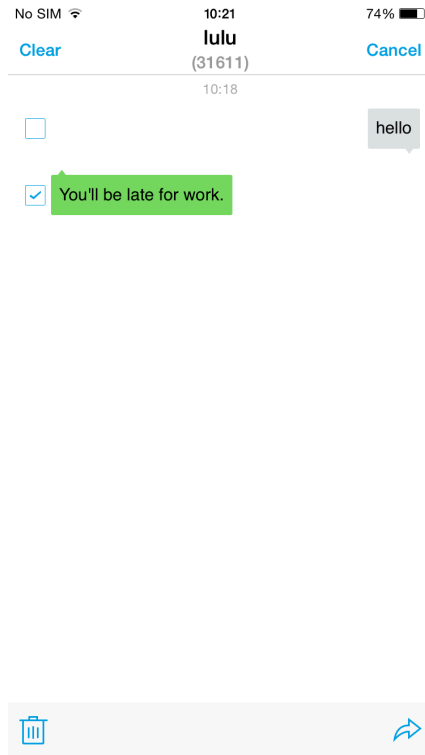 No SIM 10:21 74%
Clear lulu Cancel
(31611)
10:18
hello
You'll be late for work.